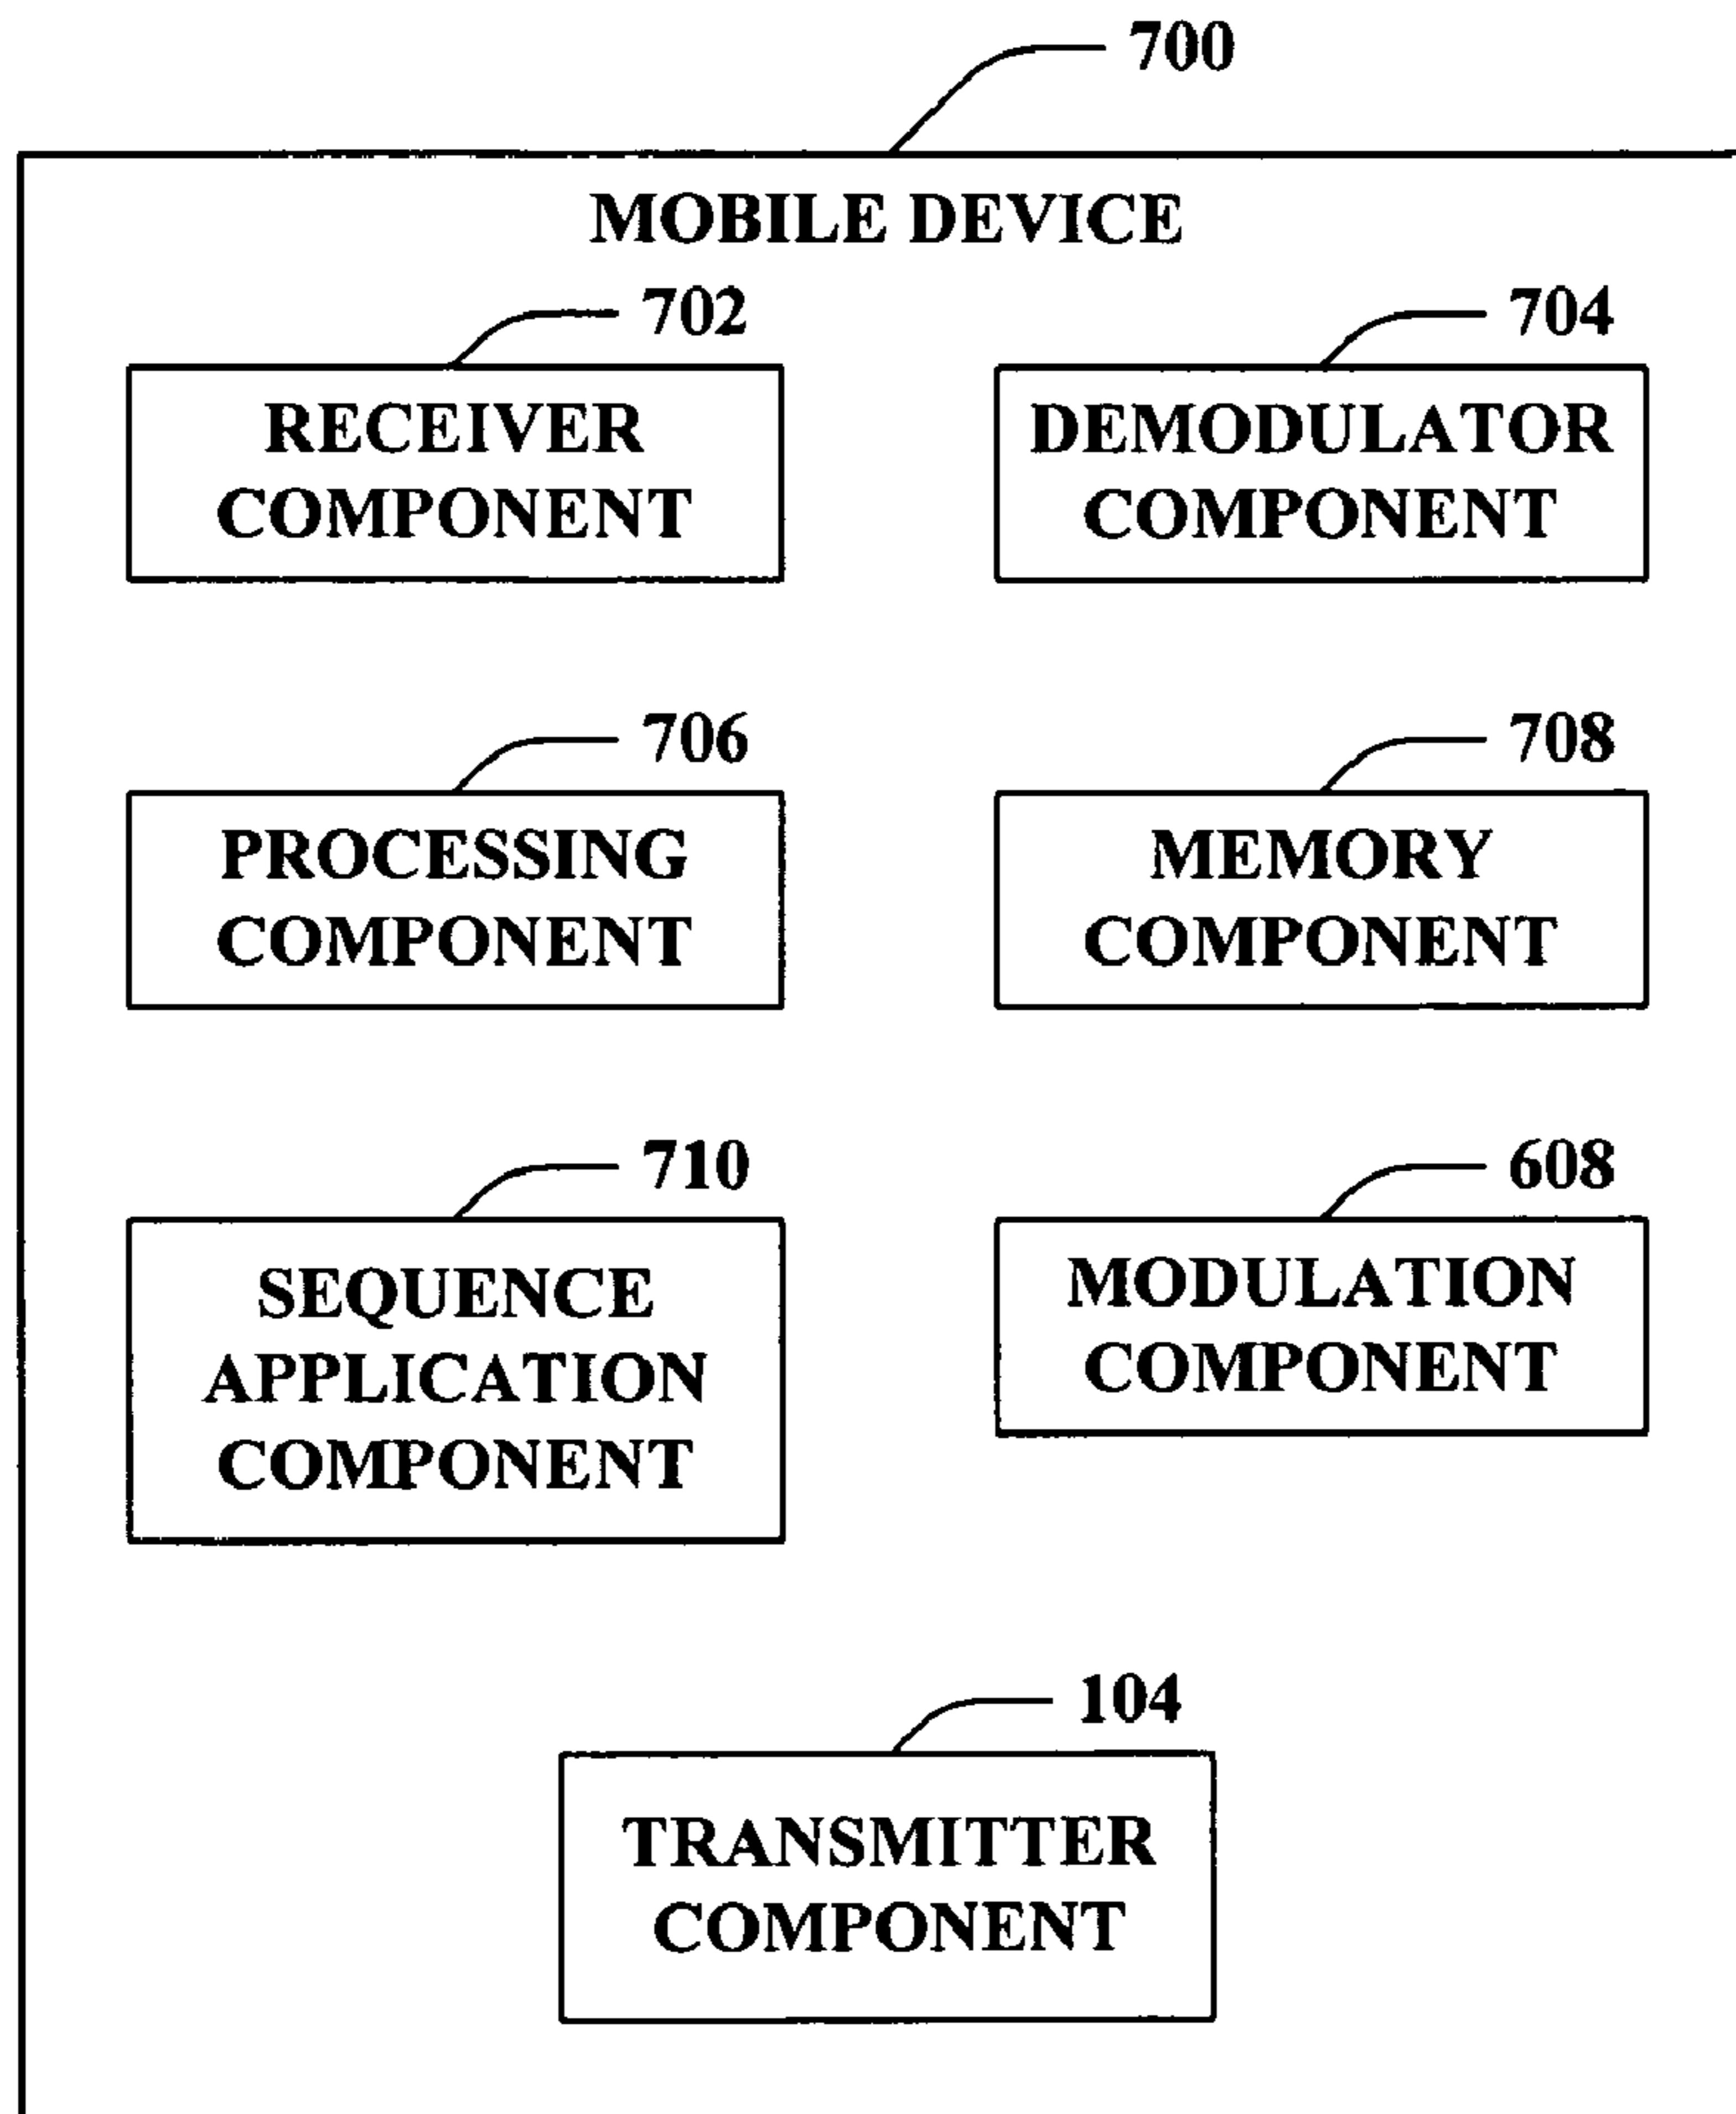 700
MOBILE DEVICE
702
704
RECEIVER
COMPONENT
DEMODULATOR
COMPONENT
706
708
PROCESSING
COMPONENT
MEMORY
COMPONENT
710
608
SEQUENCE
APPLICATION
COMPONENT
MODULATION
COMPONENT
104
TRANSMITTER
COMPONENT